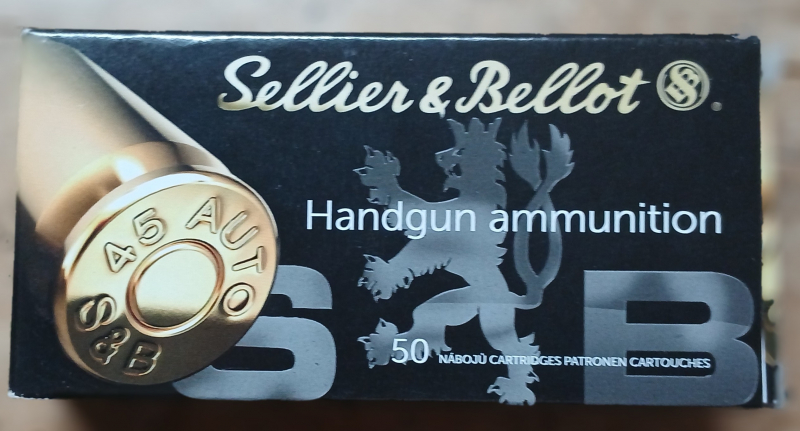 Sellier & Bellot
Handgun ammunition
45 AUTO
S&B
S B
50 NÁBOJŮ CARTRIDGES PATRONEN CARTOUCHES